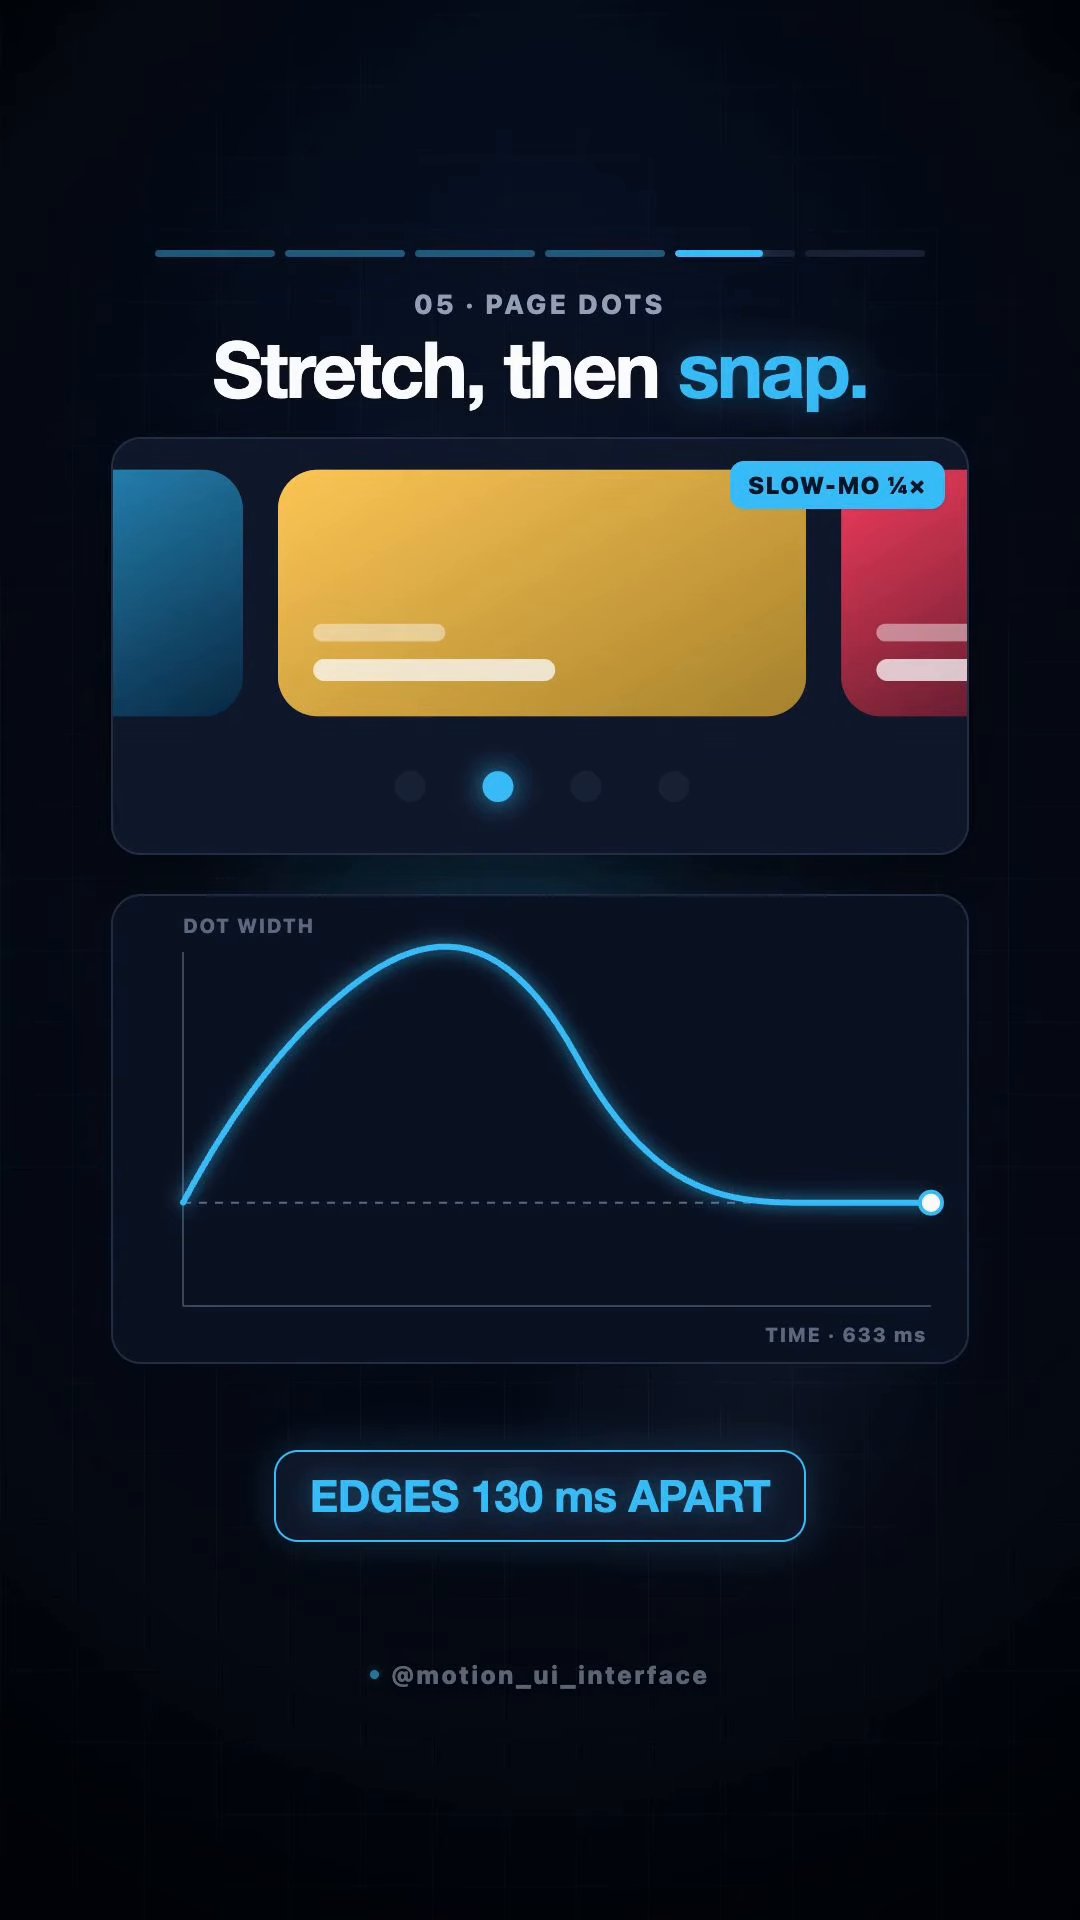 05 · PAGE DOTS
Stretch, then snap.
SLOW-MO ¼×
DOT WIDTH
TIME · 633 ms
EDGES 130 ms APART
@motion_ui_interface